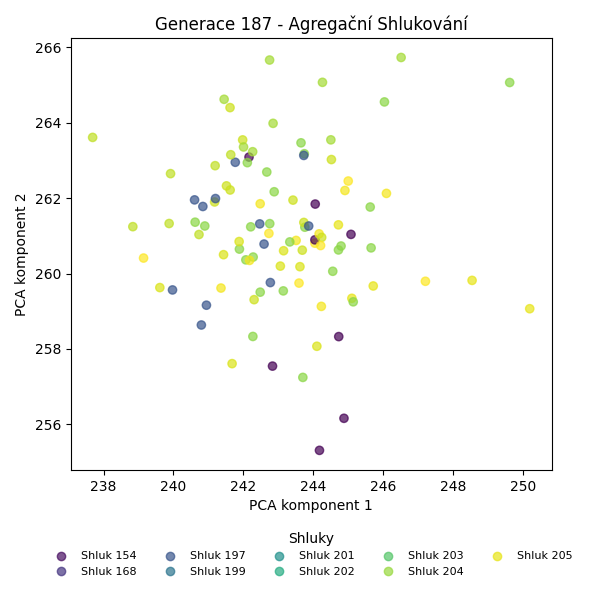 Generace 187 - Agregační Shlukování
266
264
262
260
258
256
PCA komponent 2
238 240 242 244 246 248 250
PCA komponent 1
Shluky
Shluk 154 Shluk 197 Shluk 201 Shluk 203 Shluk 205
Shluk 168 Shluk 199 Shluk 202 Shluk 204